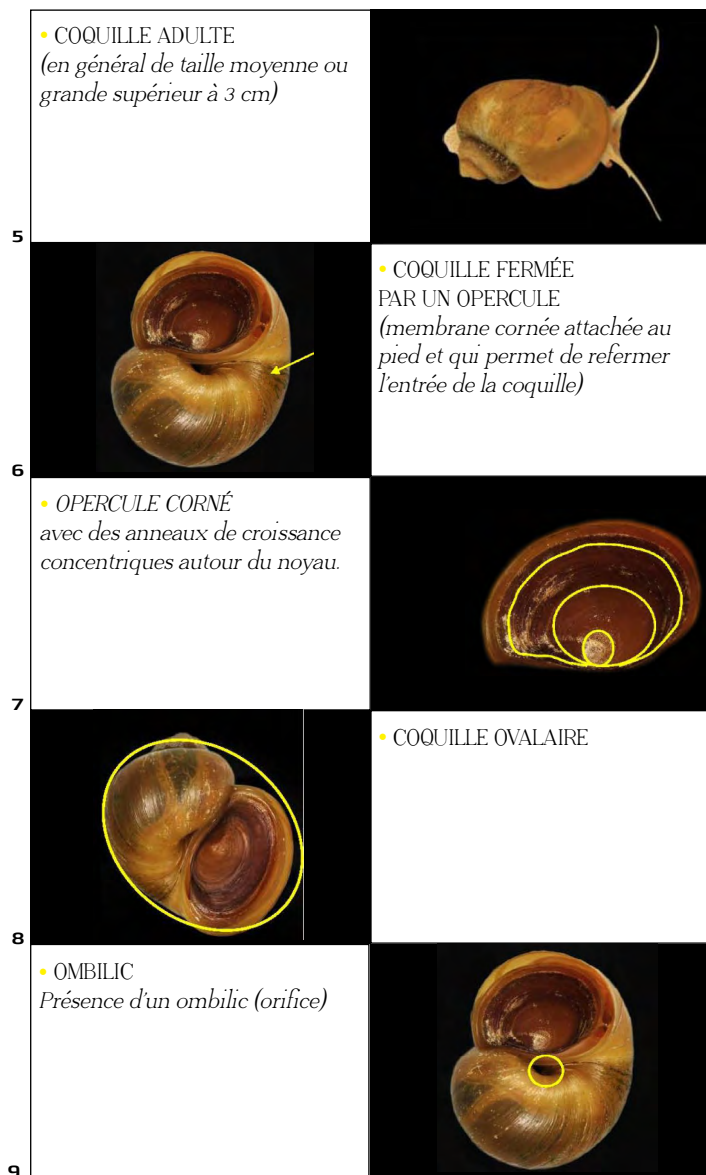 • COQUILLE ADULTE
(en général de taille moyenne ou
grande supérieur à 3 cm)
5
• COQUILLE FERMÉE
PAR UN OPERCULE
(membrane cornée attachée au
pied et qui permet de refermer
l'entrée de la coquille)
6
• OPERCULE CORNÉ
avec des anneaux de croissance
concentriques autour du noyau.
7
• COQUILLE OVALAIRE
8
• OMBILIC
Présence d'un ombilic (orifice)
9